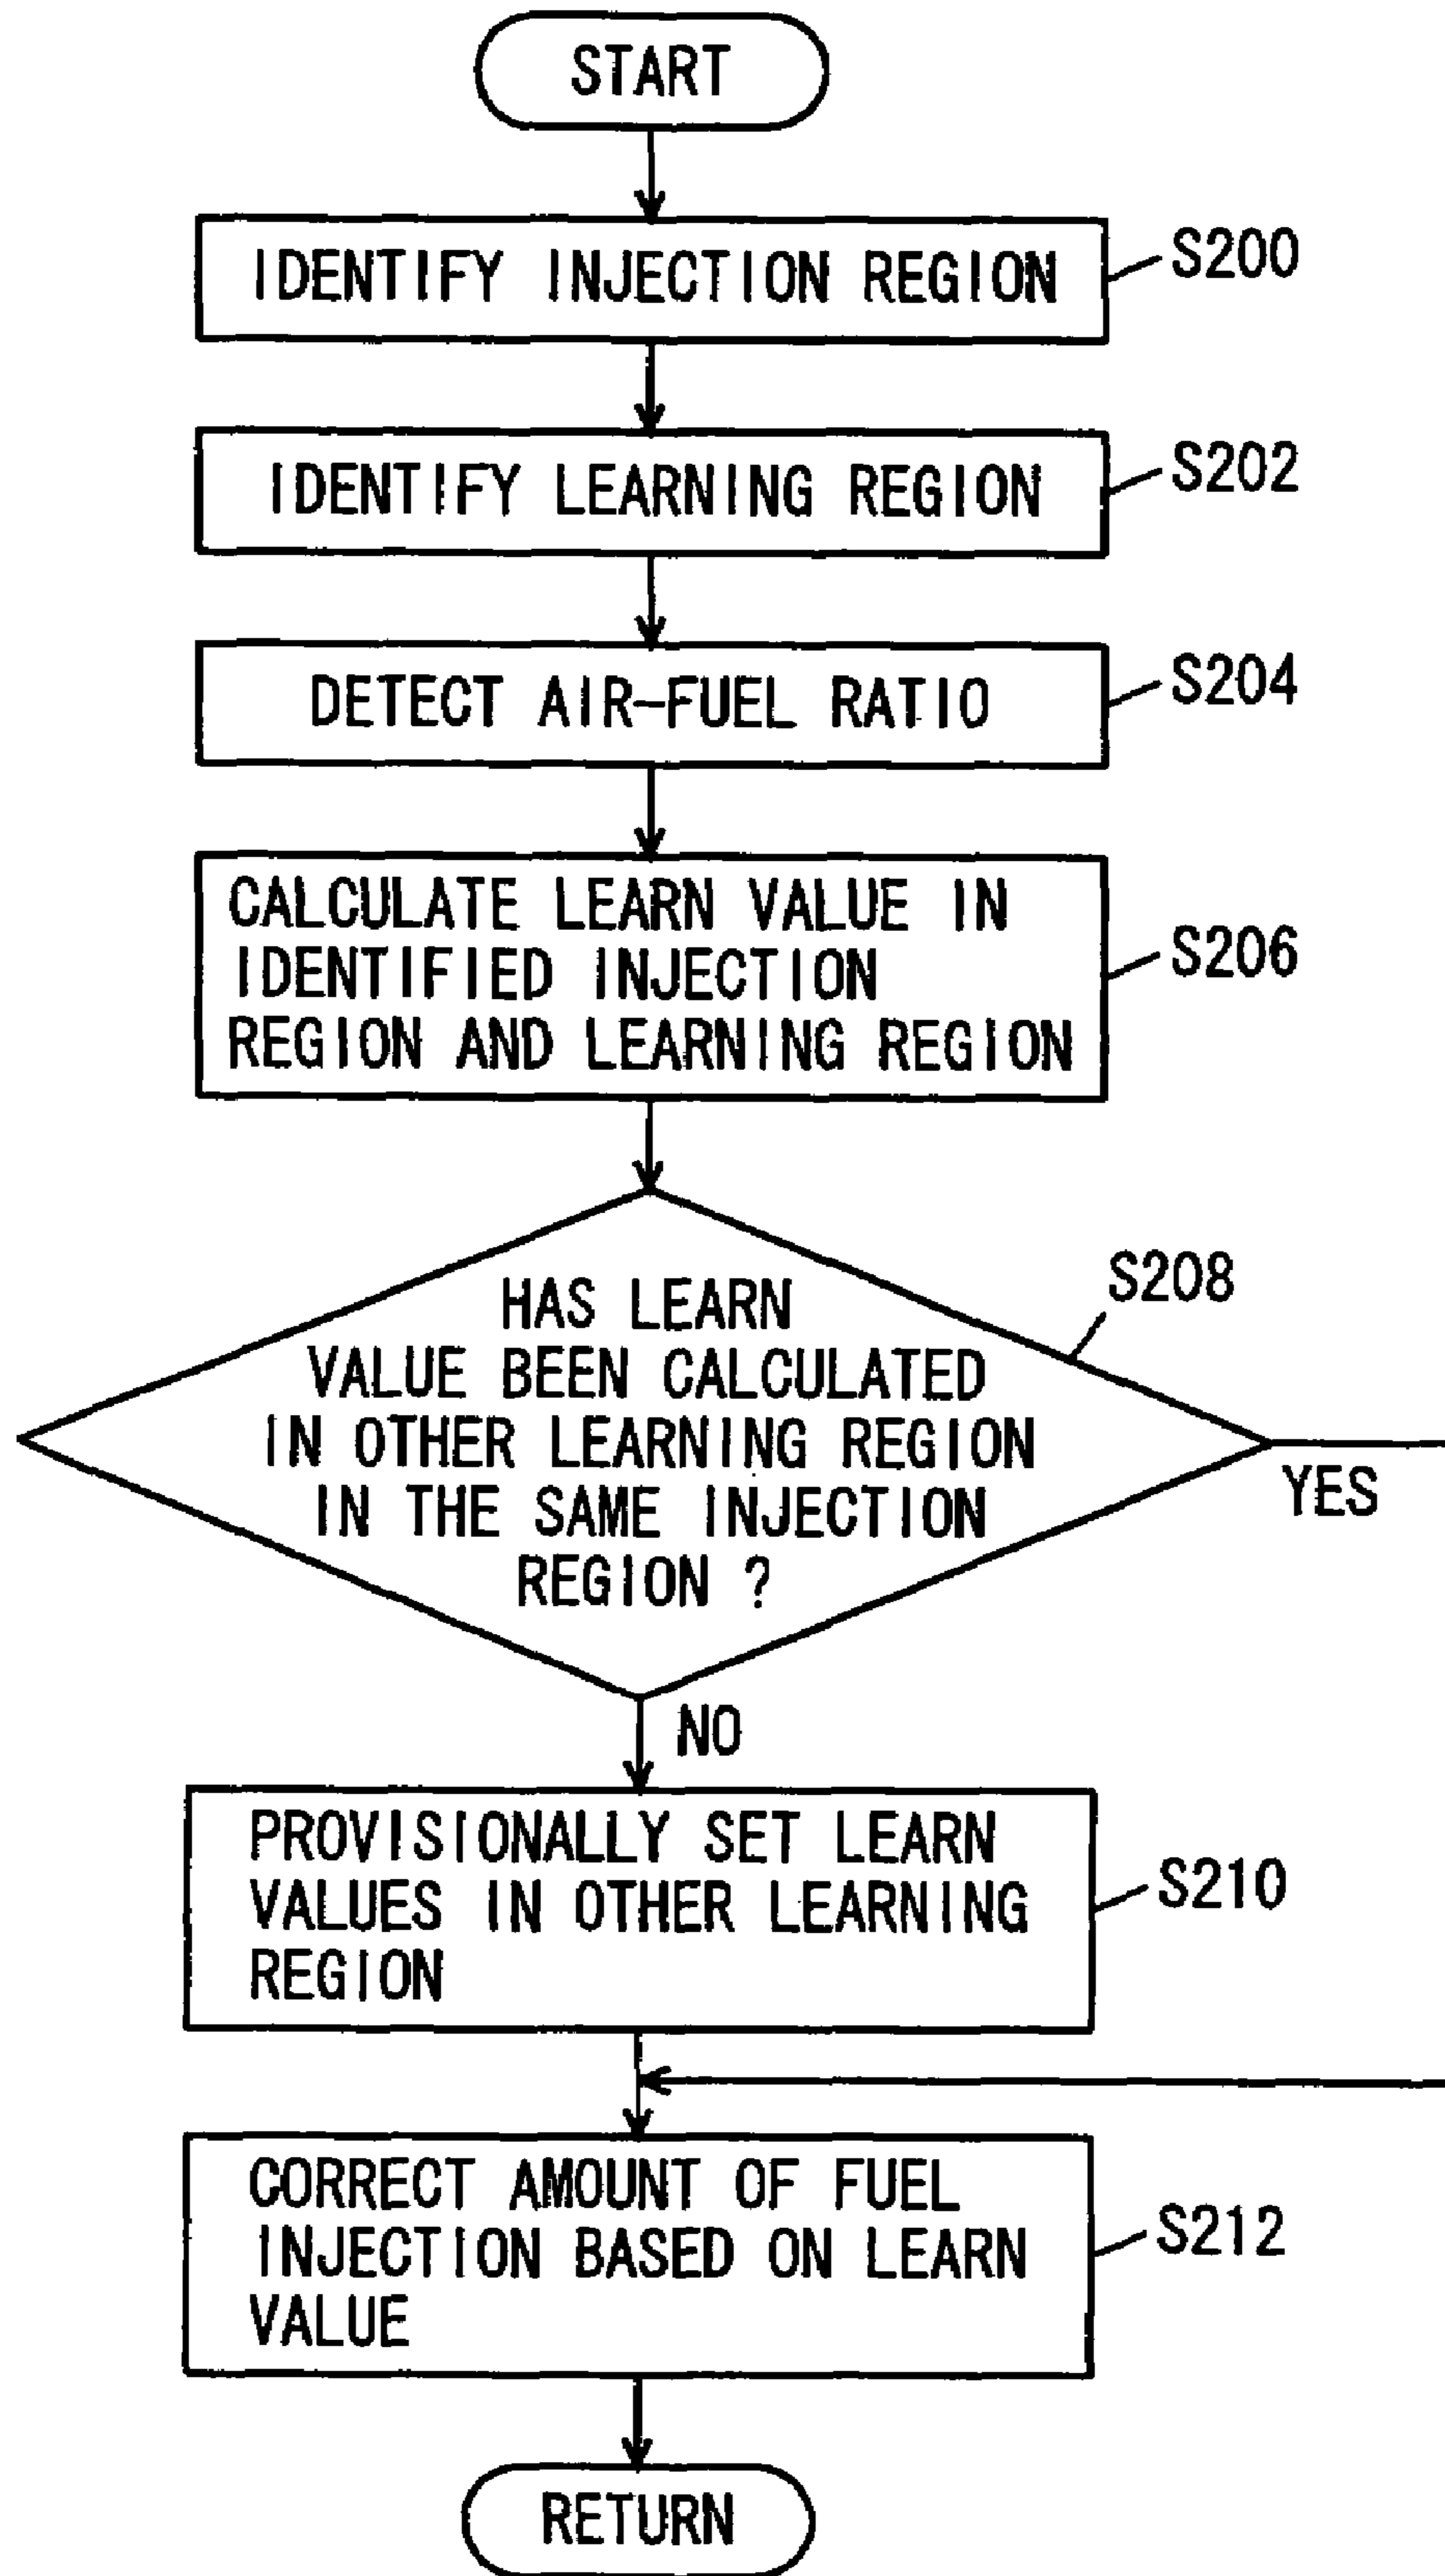 START
IDENTIFY INJECTION REGION
S200
IDENTIFY LEARNING REGION
S202
DETECT AIR-FUEL RATIO
S204
CALCULATE LEARN VALUE IN
IDENTIFIED INJECTION
REGION AND LEARNING REGION
S206
HAS LEARN
VALUE BEEN CALCULATED
IN OTHER LEARNING REGION
IN THE SAME INJECTION
REGION ?
S208
YES
NO
PROVISIONALLY SET LEARN
VALUES IN OTHER LEARNING
REGION
S210
CORRECT AMOUNT OF FUEL
INJECTION BASED ON LEARN
VALUE
S212
RETURN